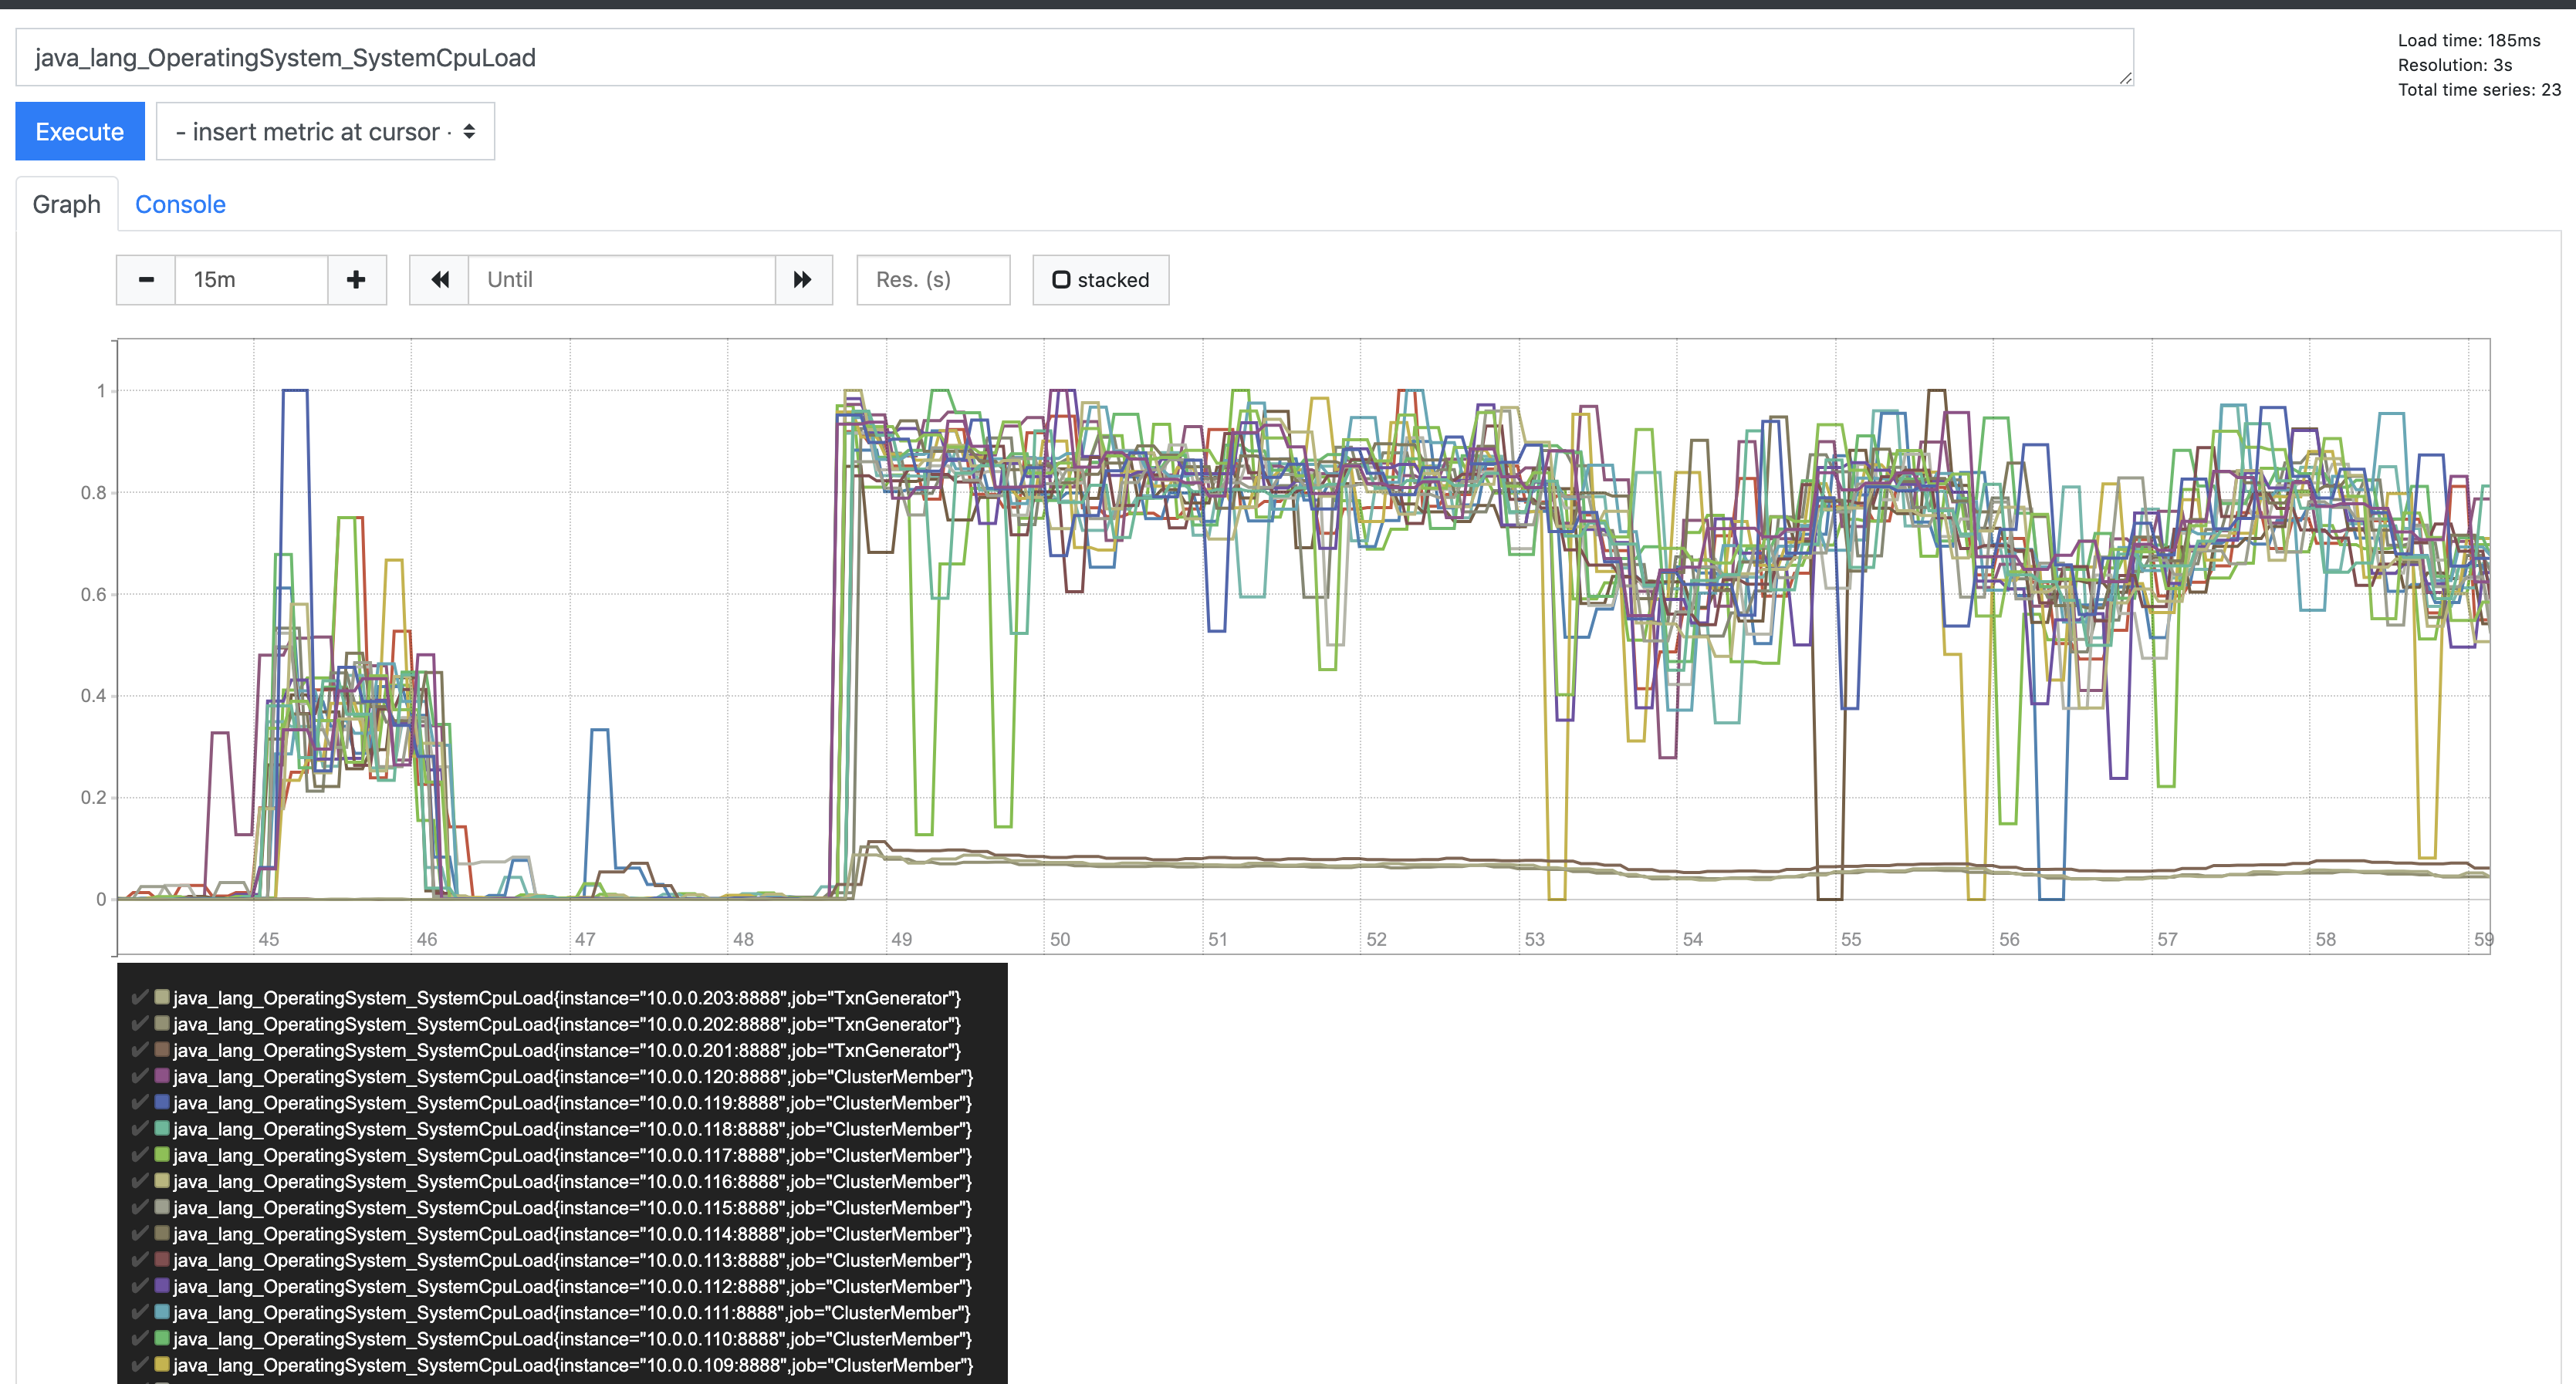 java_lang_OperatingSystem_SystemCpuLoad
Load time: 185ms
Resolution: 3s
Total time series: 23
Execute
- insert metric at cursor -
Graph
Console
15m
Until
Res. (s)
stacked
1
0.8
0.6
0.4
0.2
0
45 46 47 48 49 50 51 52 53 54 55 56 57 58 59
java_lang_OperatingSystem_SystemCpuLoad{instance="10.0.0.203:8888",job="TxnGenerator"}
java_lang_OperatingSystem_SystemCpuLoad{instance="10.0.0.202:8888",job="TxnGenerator"}
java_lang_OperatingSystem_SystemCpuLoad{instance="10.0.0.201:8888",job="TxnGenerator"}
java_lang_OperatingSystem_SystemCpuLoad{instance="10.0.0.120:8888",job="ClusterMember"}
java_lang_OperatingSystem_SystemCpuLoad{instance="10.0.0.119:8888",job="ClusterMember"}
java_lang_OperatingSystem_SystemCpuLoad{instance="10.0.0.118:8888",job="ClusterMember"}
java_lang_OperatingSystem_SystemCpuLoad{instance="10.0.0.117:8888",job="ClusterMember"}
java_lang_OperatingSystem_SystemCpuLoad{instance="10.0.0.116:8888",job="ClusterMember"}
java_lang_OperatingSystem_SystemCpuLoad{instance="10.0.0.115:8888",job="ClusterMember"}
java_lang_OperatingSystem_SystemCpuLoad{instance="10.0.0.114:8888",job="ClusterMember"}
java_lang_OperatingSystem_SystemCpuLoad{instance="10.0.0.113:8888",job="ClusterMember"}
java_lang_OperatingSystem_SystemCpuLoad{instance="10.0.0.112:8888",job="ClusterMember"}
java_lang_OperatingSystem_SystemCpuLoad{instance="10.0.0.111:8888",job="ClusterMember"}
java_lang_OperatingSystem_SystemCpuLoad{instance="10.0.0.110:8888",job="ClusterMember"}
java_lang_OperatingSystem_SystemCpuLoad{instance="10.0.0.109:8888",job="ClusterMember"}